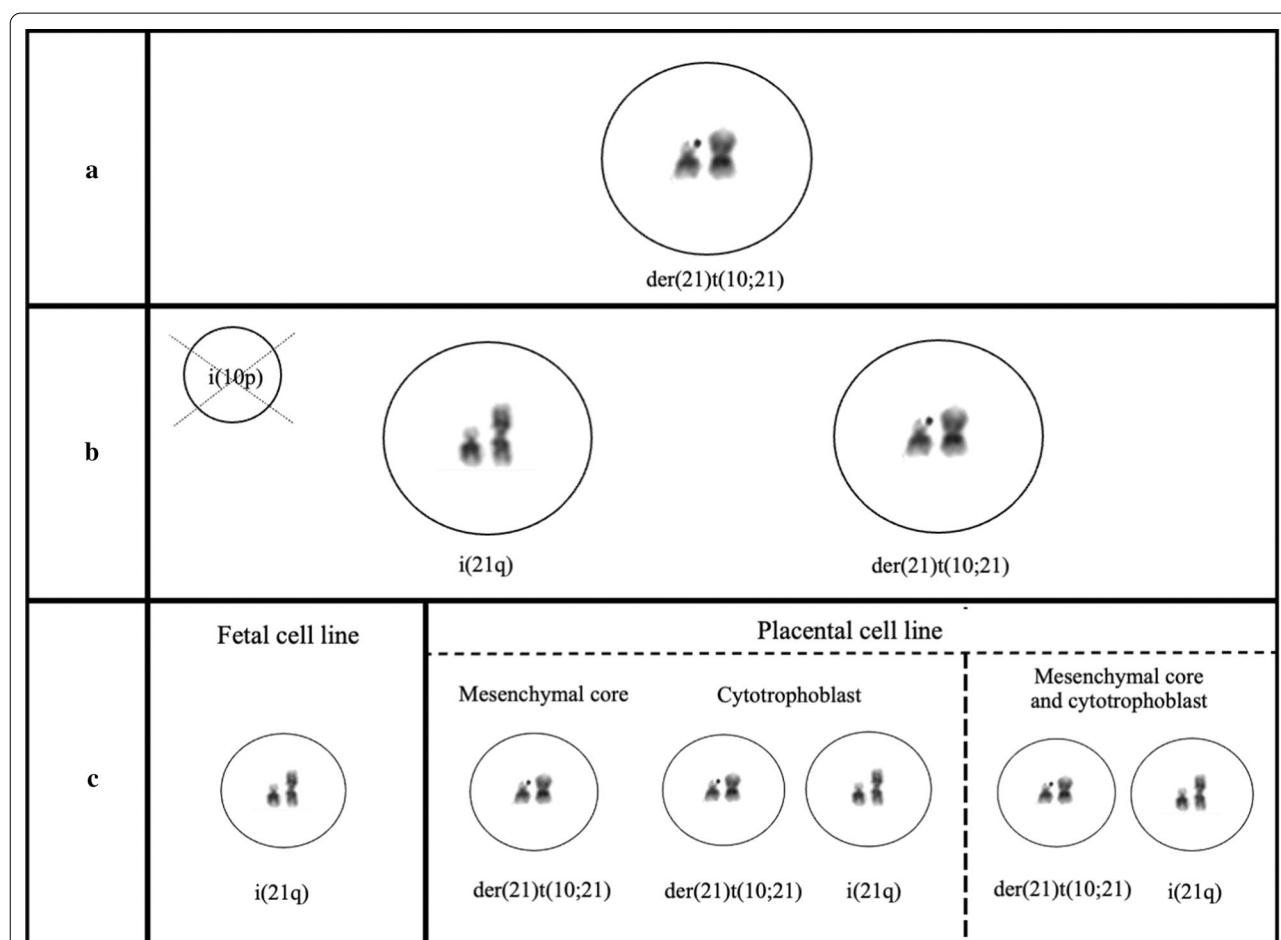 a
der(21)t(10;21)
b
i(10p)
i(21q)
der(21)t(10;21)
c
Fetal cell line
Placental cell line
Mesenchymal core
Cytotrophoblast
Mesenchymal core
and cytotrophoblast
i(21q)
der(21)t(10;21)
der(21)t(10;21)
i(21q)
der(21)t(10;21)
i(21q)